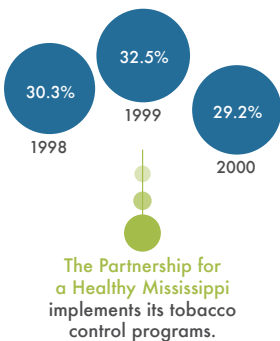 32.5%
30.3%
1999
29.2%
1998
2000
The Partnership for
a Healthy Mississippi
implements its tobacco
control programs.